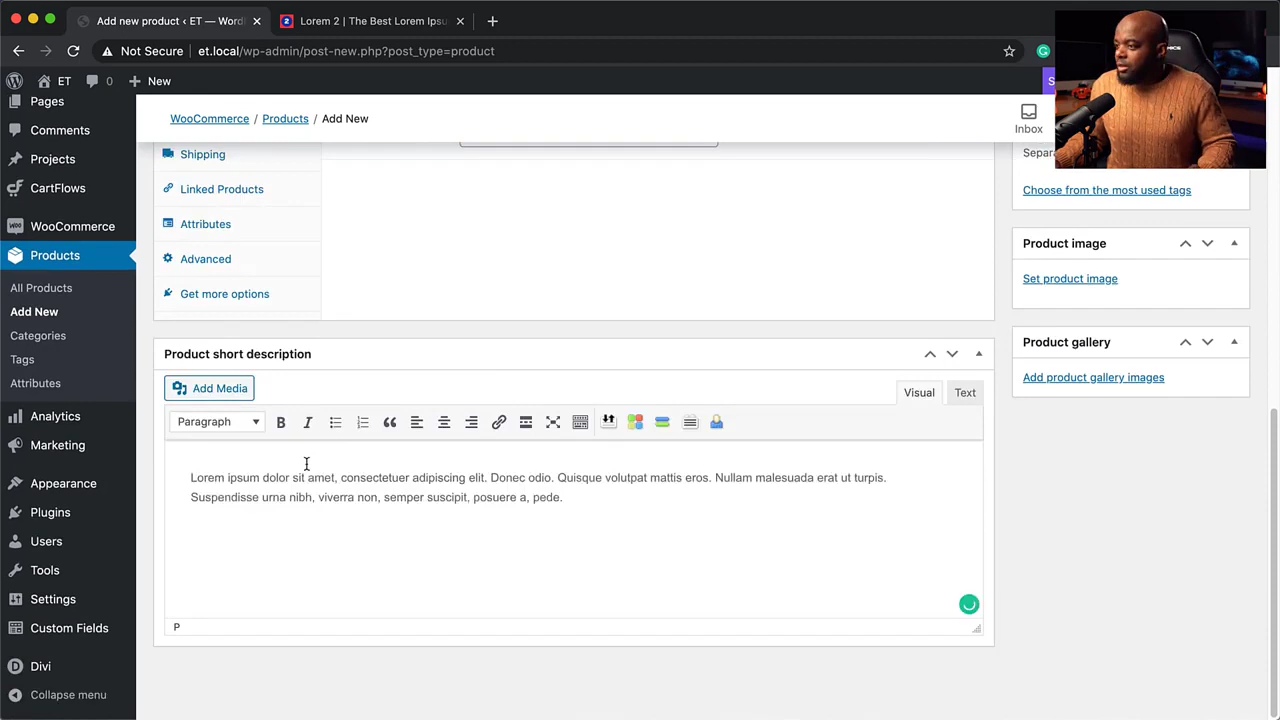 Add new product ‹ ET — Word
Lorem 2 | The Best Lorem Ipsu
Not Secure
et.local/wp-admin/post-new.php?post_type=product
ET
0
New
S
Pages
Comments
Projects
CartFlows
WooCommerce
Products
All Products
Add New
Categories
Tags
Attributes
Analytics
Marketing
Appearance
Plugins
Users
Tools
Settings
Custom Fields
Divi
Collapse menu
WooCommerce / Products / Add New
Inbox
Shipping
Linked Products
Attributes
Advanced
Get more options
Product short description
Add Media
Visual
Text
Paragraph
Lorem ipsum dolor sit amet, consectetuer adipiscing elit. Donec odio. Quisque volutpat mattis eros. Nullam malesuada erat ut turpis.
Suspendisse urna nibh, viverra non, semper suscipit, posuere a, pede.
P
Separa
Choose from the most used tags
Product image
Set product image
Product gallery
Add product gallery images